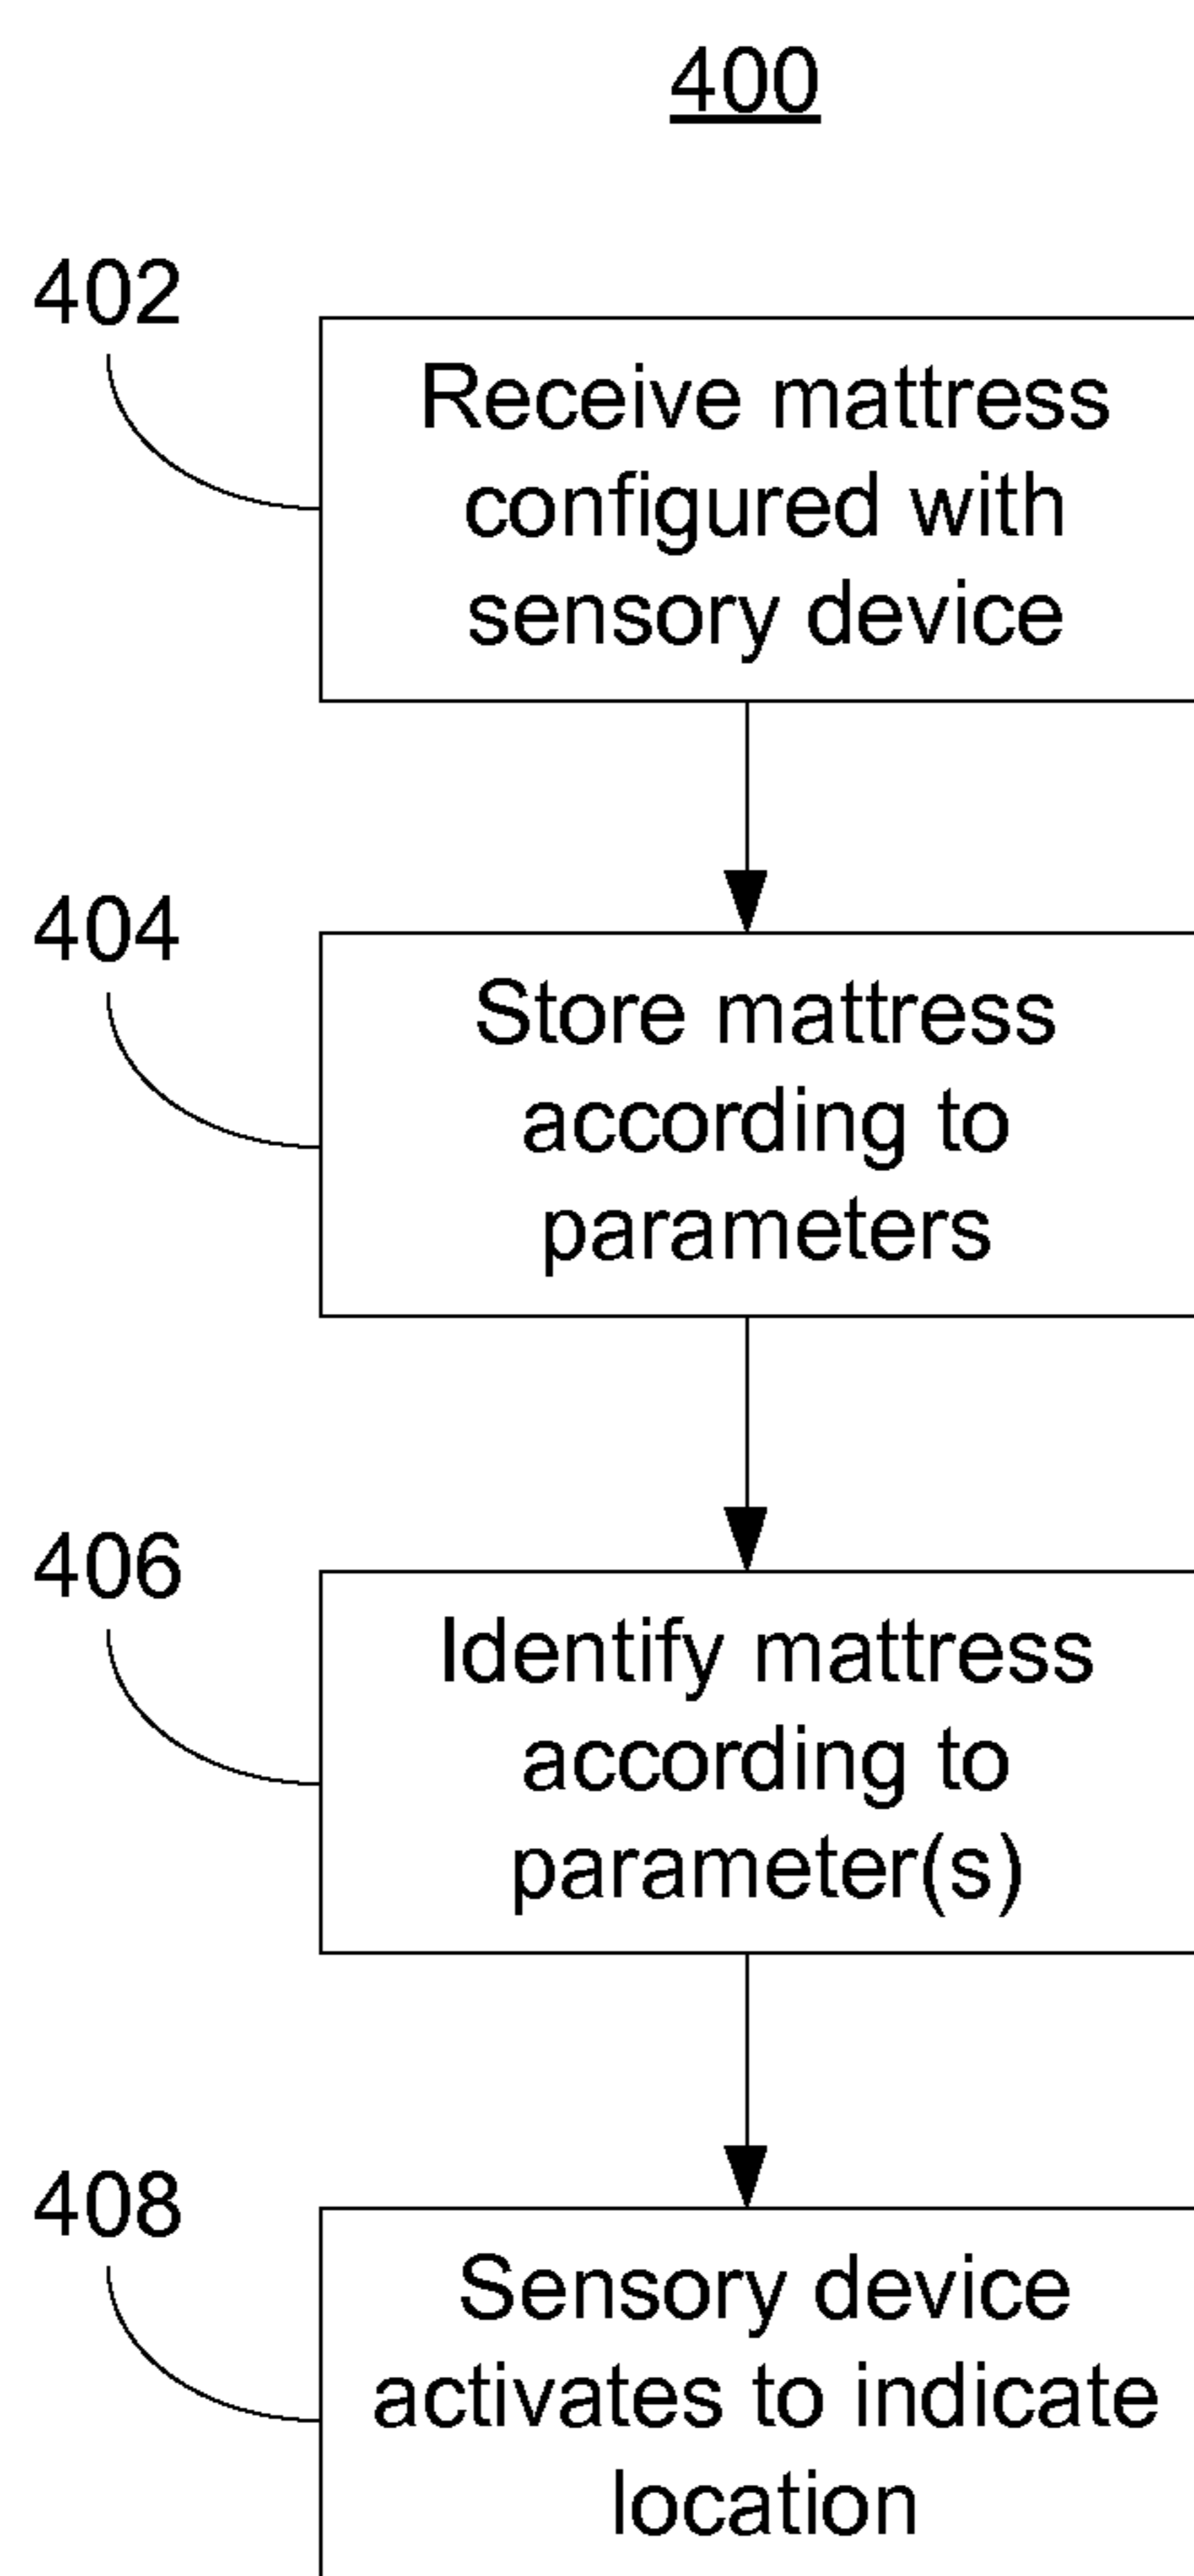 400
402
Receive mattress
configured with
sensory device
404
Store mattress
according to
parameters
406
Identify mattress
according to
parameter(s)
408
Sensory device
activates to indicate
location